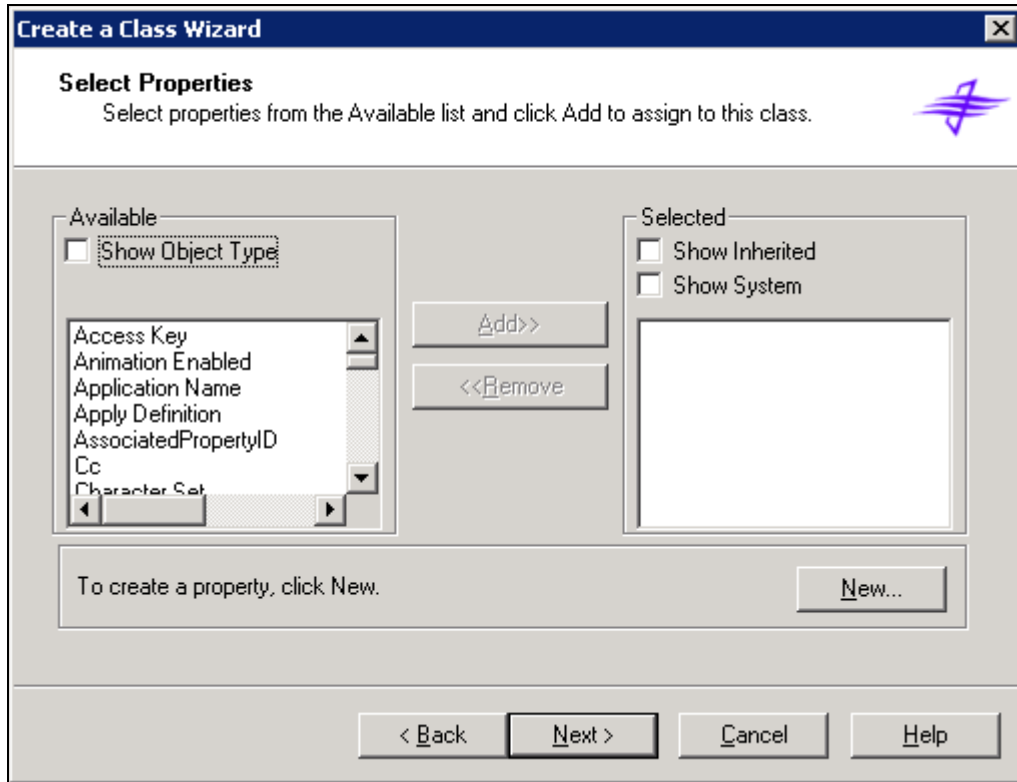 Create a Class Wizard
Select Properties
Select properties from the Available list and click Add to assign to this class.
Available
Show Object Type
Access Key
Animation Enabled
Application Name
Apply Definition
AssociatedPropertyID
Cc
Character Set
Add>>
<<Remove
Selected
Show Inherited
Show System
To create a property, click New.
New...
< Back
Next >
Cancel
Help